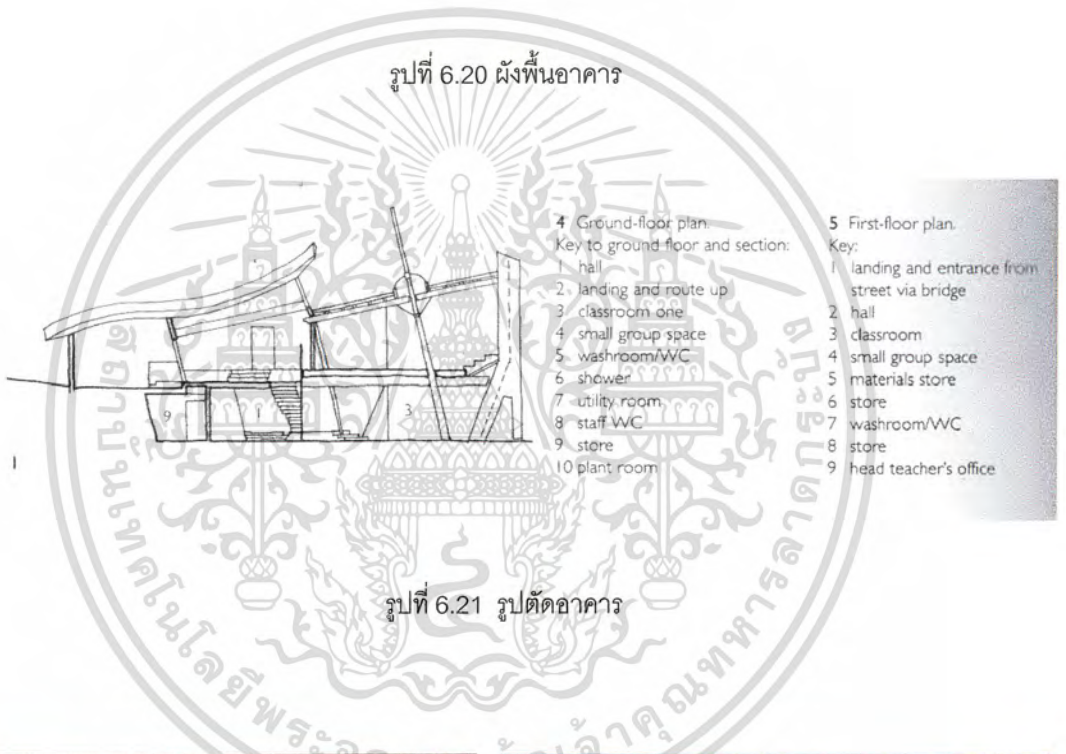 รูปที่ 6.20 ผังพื้นอาคาร
9
1
3
4 Ground-floor plan.
Key to ground floor and section:
1 hall
2 landing and route up
3 classroom one
4 small group space
5 washroom/WC
6 shower
7 utility room
8 staff WC
9 store
10 plant room
5 First-floor plan.
Key:
1 landing and entrance from
street via bridge
2 hall
3 classroom
4 small group space
5 materials store
6 store
7 washroom/WC
8 store
9 head teacher's office
รูปที่ 6.21 รูปตัดอาคาร